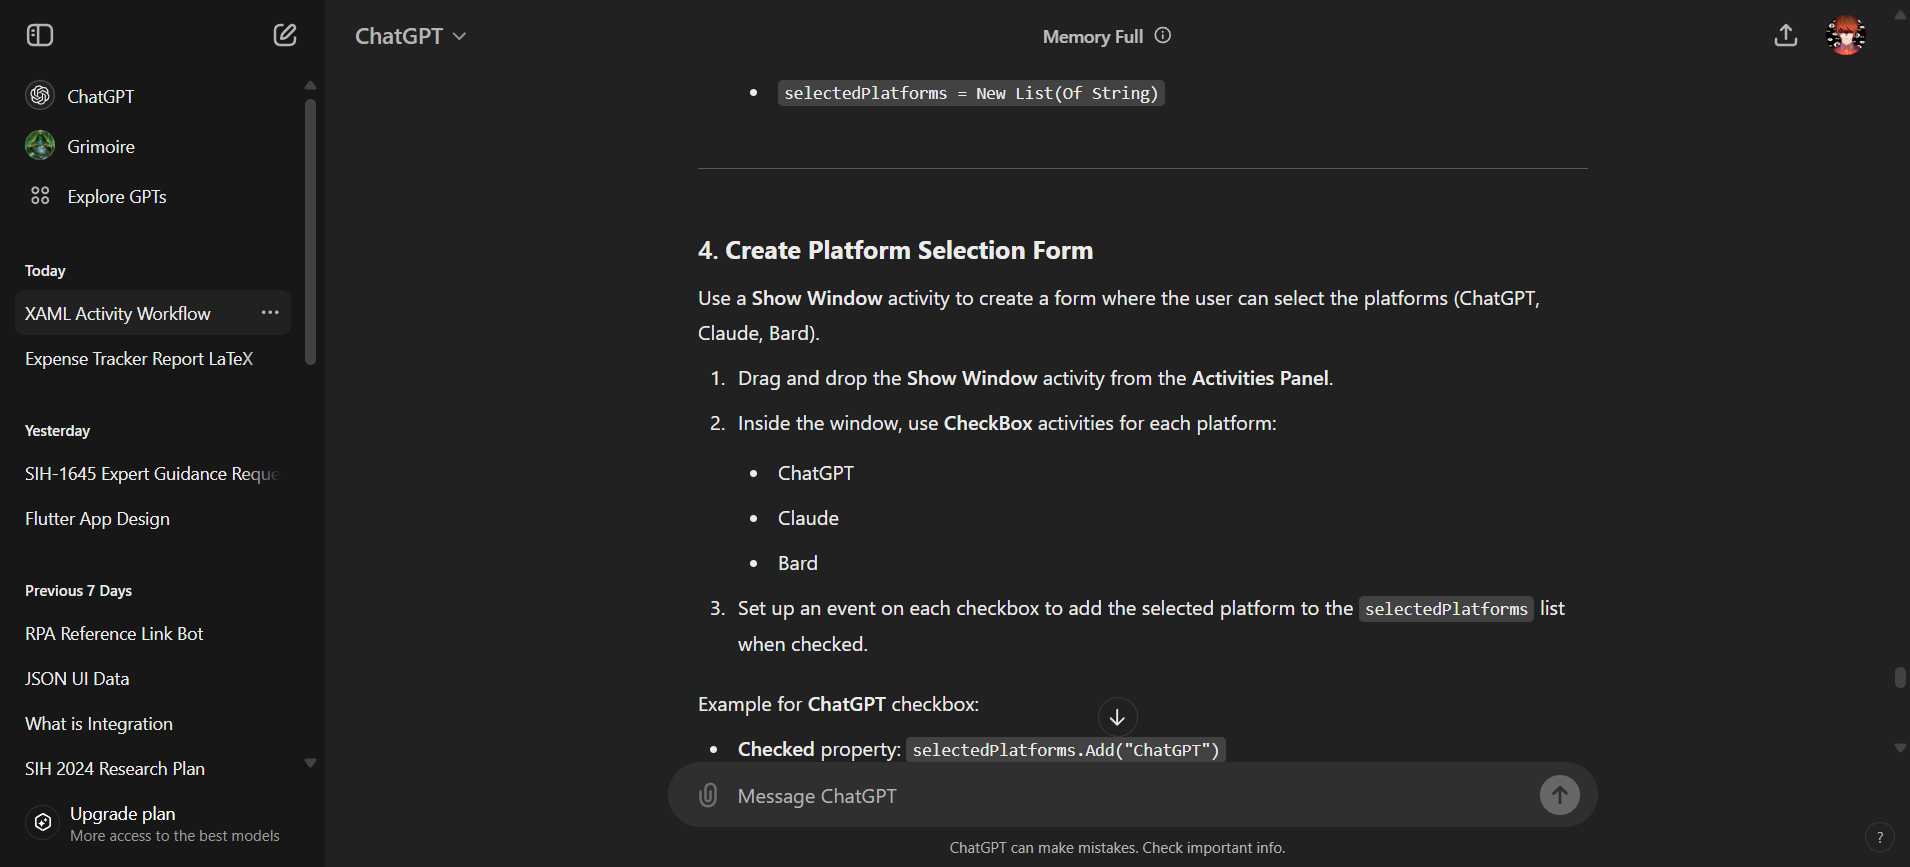 ChatGPT
Grimoire
Explore GPTs
Today
XAML Activity Workflow
Expense Tracker Report LaTeX
Yesterday
SIH-1645 Expert Guidance Reque
Flutter App Design
Previous 7 Days
RPA Reference Link Bot
JSON UI Data
What is Integration
SIH 2024 Research Plan
Upgrade plan
More access to the best models
ChatGPT
Memory Full
selectedPlatforms = New List(Of String)
4. Create Platform Selection Form
Use a Show Window activity to create a form where the user can select the platforms (ChatGPT,
Claude, Bard).
1. Drag and drop the Show Window activity from the Activities Panel.
2. Inside the window, use CheckBox activities for each platform:
• ChatGPT
• Claude
• Bard
3. Set up an event on each checkbox to add the selected platform to the selectedPlatforms list
when checked.
Example for ChatGPT checkbox:
• Checked property: selectedPlatforms.Add("ChatGPT")
Message ChatGPT
ChatGPT can make mistakes. Check important info.
?